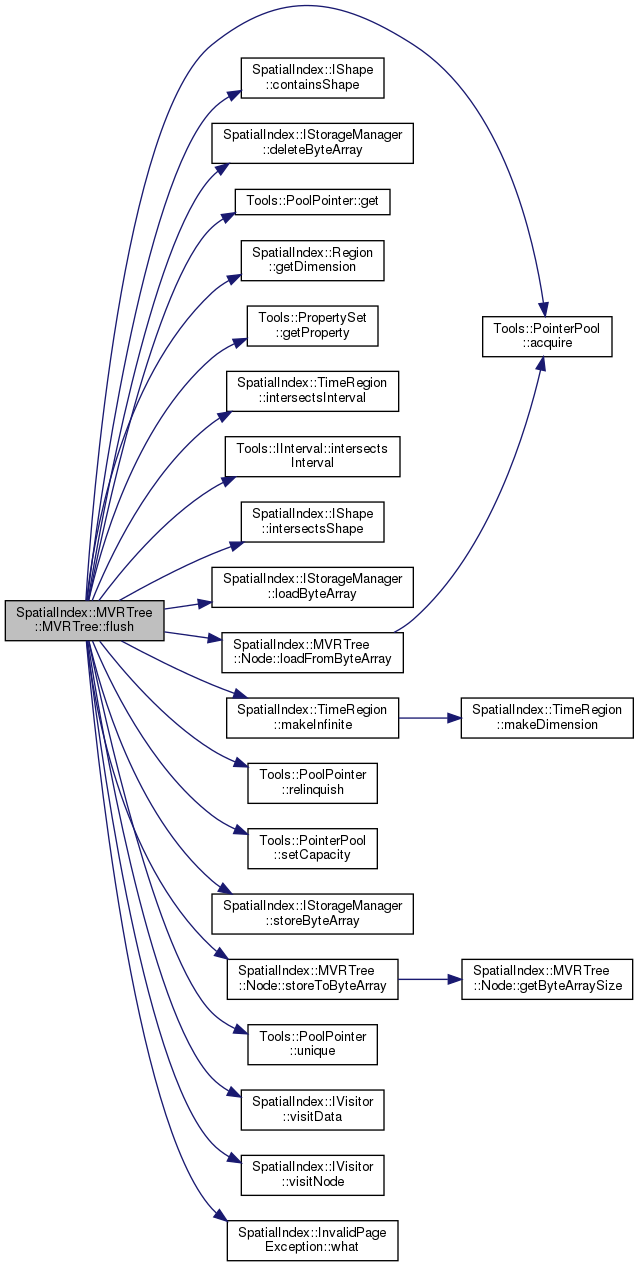 SpatialIndex::IShape
::containsShape
SpatialIndex::IStorageManager
::deleteByteArray
Tools::PoolPointer::get
SpatialIndex::Region
::getDimension
Tools::PropertySet
::getProperty
SpatialIndex::TimeRegion
::intersectsInterval
Tools::IInterval::intersects
Interval
SpatialIndex::IShape
::intersectsShape
SpatialIndex::IStorageManager
::loadByteArray
SpatialIndex::MVRTree
::MVRTree::flush
SpatialIndex::MVRTree
::Node::loadFromByteArray
Tools::PointerPool
::acquire
SpatialIndex::TimeRegion
::makeInfinite
SpatialIndex::TimeRegion
::makeDimension
Tools::PoolPointer
::relinquish
Tools::PointerPool
::setCapacity
SpatialIndex::IStorageManager
::storeByteArray
SpatialIndex::MVRTree
::Node::storeToByteArray
SpatialIndex::MVRTree
::Node::getByteArraySize
Tools::PoolPointer
::unique
SpatialIndex::IVisitor
::visitData
SpatialIndex::IVisitor
::visitNode
SpatialIndex::InvalidPage
Exception::what